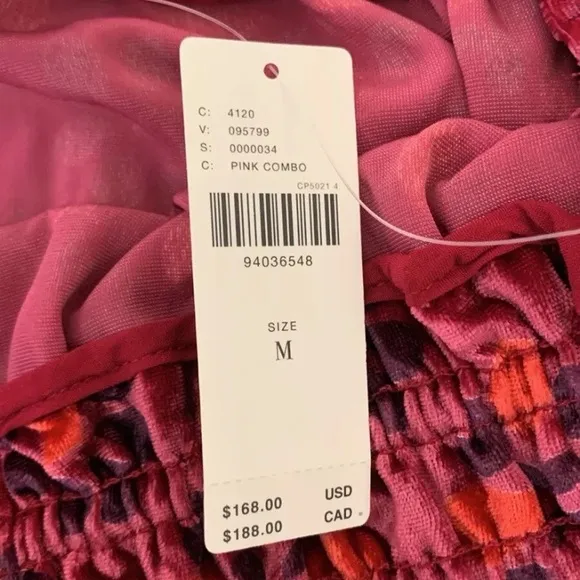 C: 4120
V: 095799
S: 0000034
C: PINK COMBO
CP5021 4
94036548
SIZE
M
$168.00 USD
$188.00 CAD